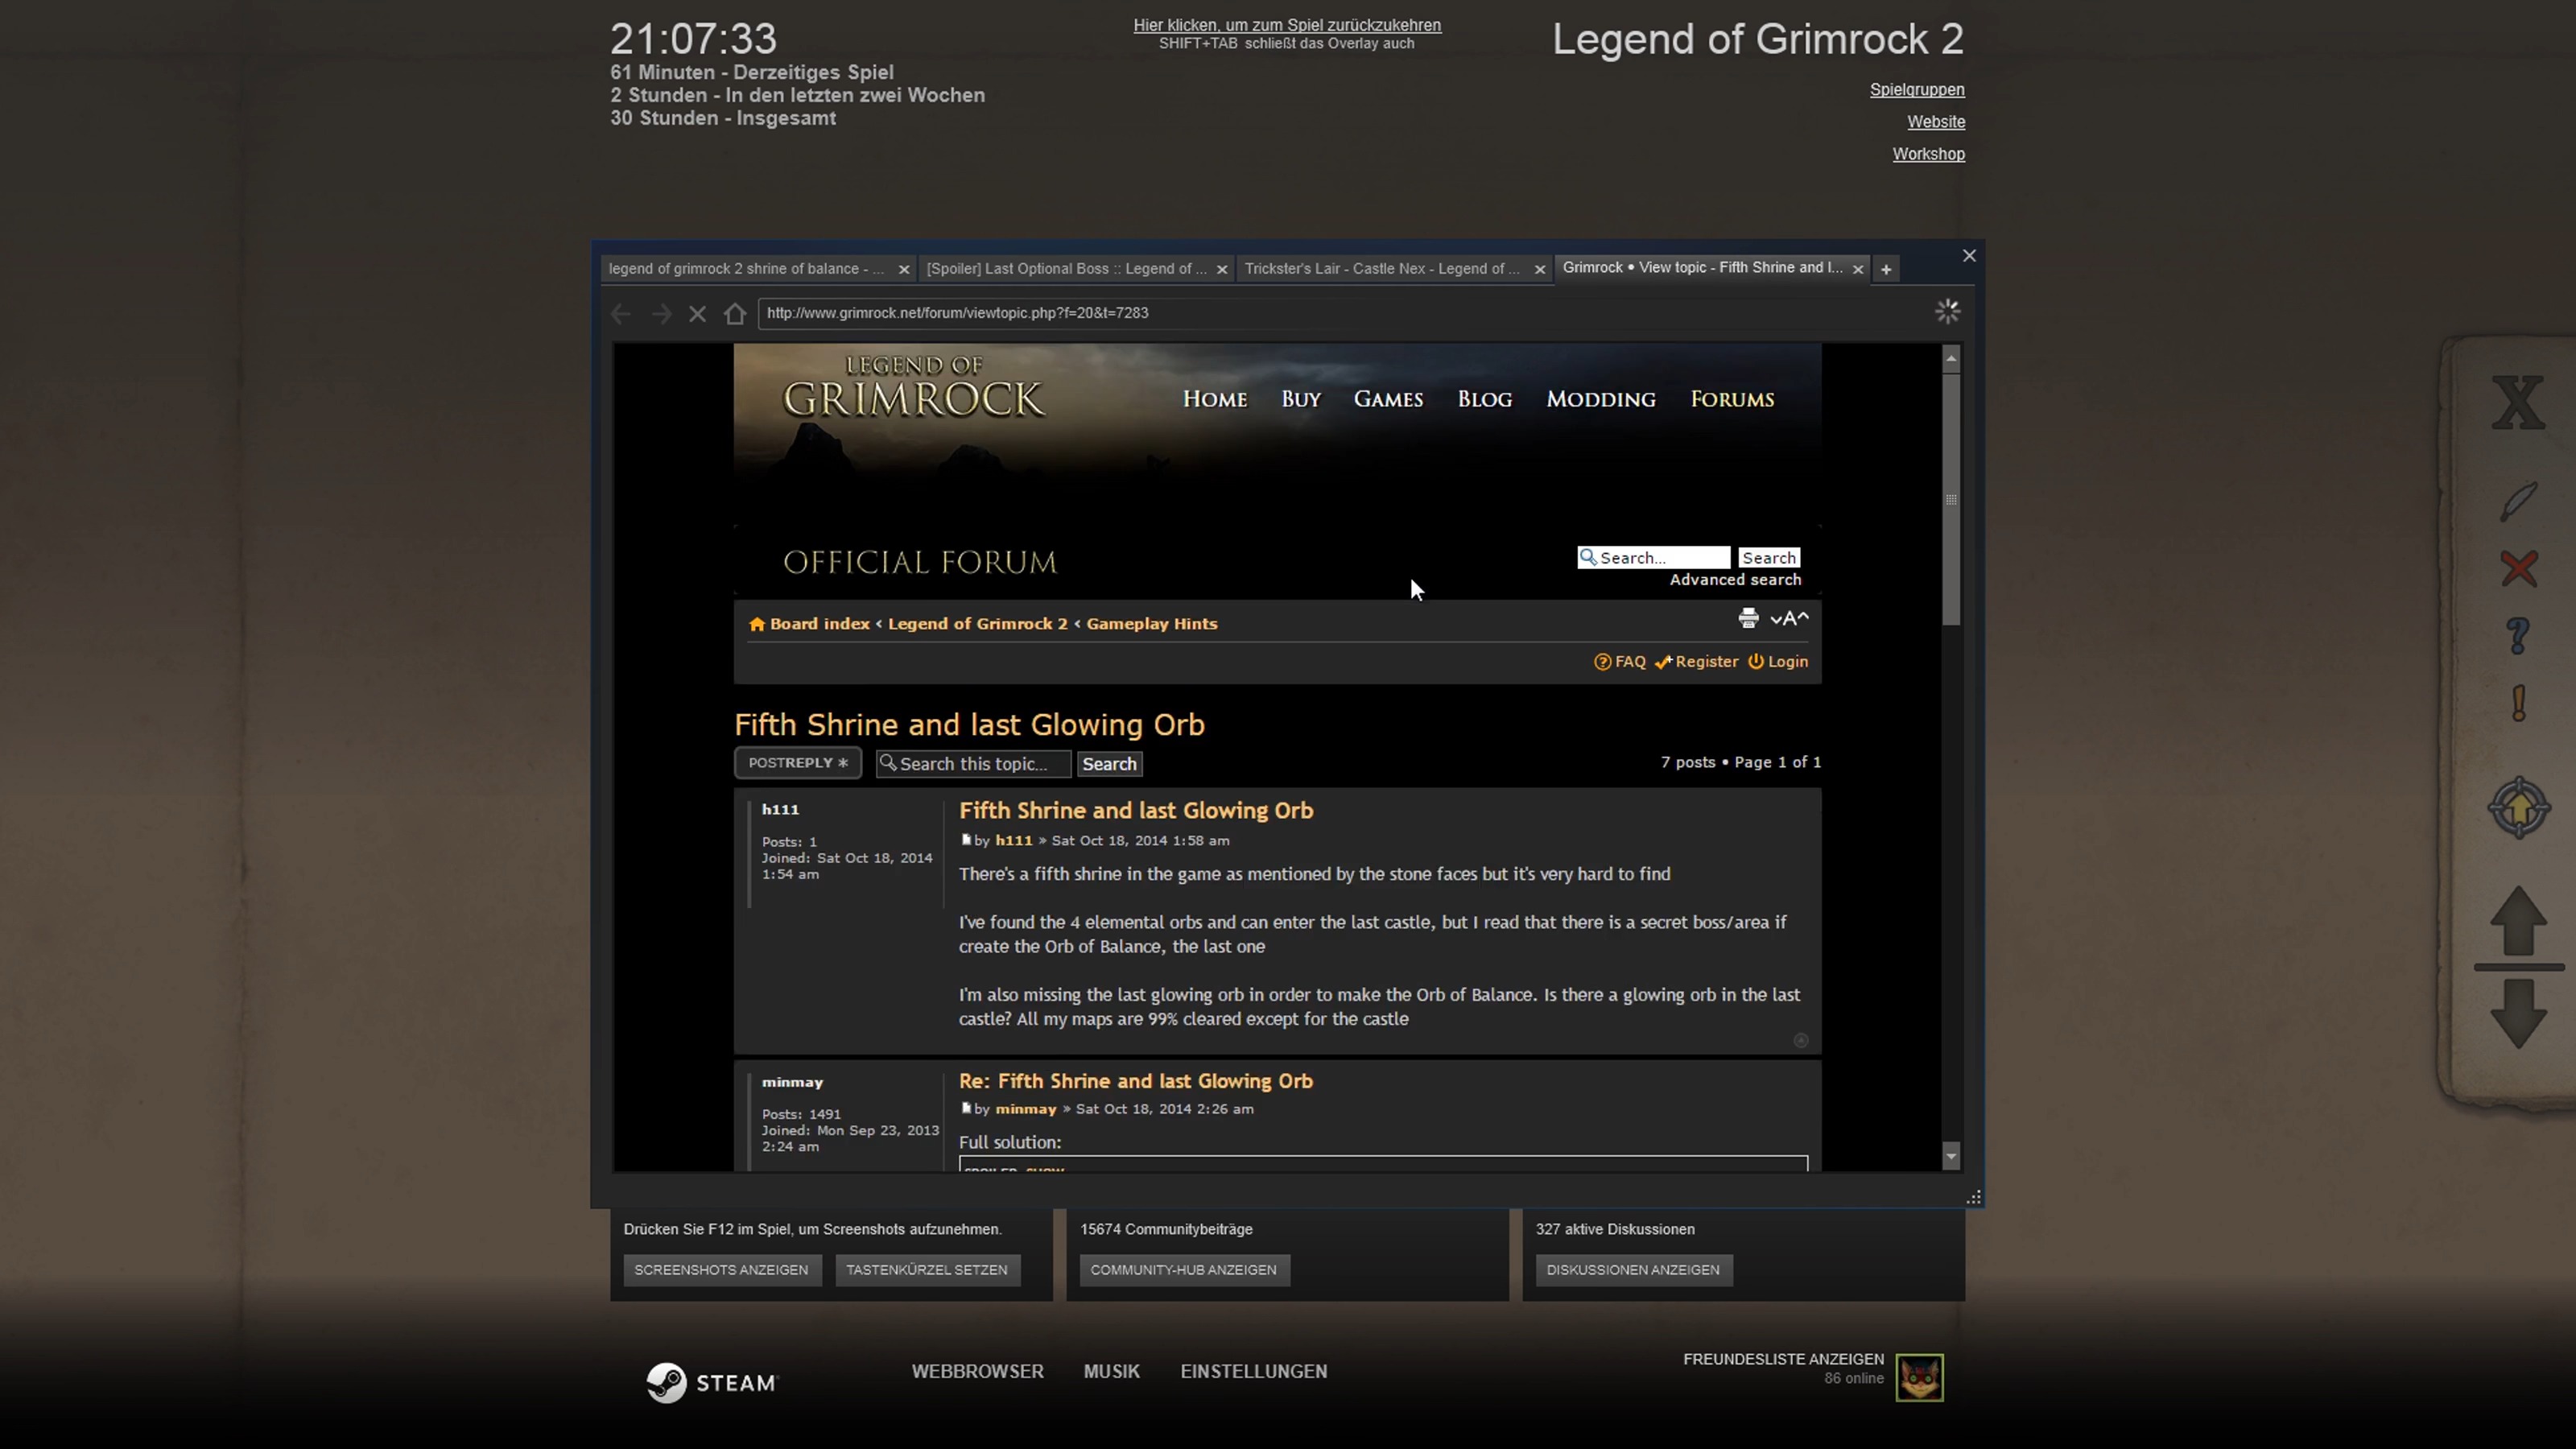 21:07:33
61 Minuten - Derzeitiges Spiel
2 Stunden - In den letzten zwei Wochen
30 Stunden - Insgesamt
Hier klicken, um zum Spiel zurückzukehren
SHIFT+TAB schließt das Overlay auch
Legend of Grimrock 2
Spielgruppen
Website
Workshop
legend of grimrock 2 shrine of balance - ...
[Spoiler] Last Optional Boss :: Legend of ...
Trickster's Lair - Castle Nex - Legend of ...
Grimrock • View topic - Fifth Shrine and l...
http://www.grimrock.net/forum/viewtopic.php?f=20&t=7283
LEGEND OF
GRIMROCK
HOME BUY GAMES BLOG MODDING FORUMS
OFFICIAL FORUM
Search... Search
Advanced search
Board index ‹ Legend of Grimrock 2 ‹ Gameplay Hints
FAQ Register Login
Fifth Shrine and last Glowing Orb
POSTREPLY Search this topic... Search
7 posts • Page 1 of 1
h111
Posts: 1
Joined: Sat Oct 18, 2014
1:54 am
Fifth Shrine and last Glowing Orb
by h111 » Sat Oct 18, 2014 1:58 am
There's a fifth shrine in the game as mentioned by the stone faces but it's very hard to find
I've found the 4 elemental orbs and can enter the last castle, but I read that there is a secret boss/area if
create the Orb of Balance, the last one
I'm also missing the last glowing orb in order to make the Orb of Balance. Is there a glowing orb in the last
castle? All my maps are 99% cleared except for the castle
minmay
Posts: 1491
Joined: Mon Sep 23, 2013
2:24 am
Re: Fifth Shrine and last Glowing Orb
by minmay » Sat Oct 18, 2014 2:26 am
Full solution:
SPOILER: SHOW
Drücken Sie F12 im Spiel, um Screenshots aufzunehmen.
SCREENSHOTS ANZEIGEN TASTENKÜRZEL SETZEN
15674 Communitybeiträge
COMMUNITY-HUB ANZEIGEN
327 aktive Diskussionen
DISKUSSIONEN ANZEIGEN
STEAM
WEBBROWSER MUSIK EINSTELLUNGEN
FREUNDESLISTE ANZEIGEN
86 online